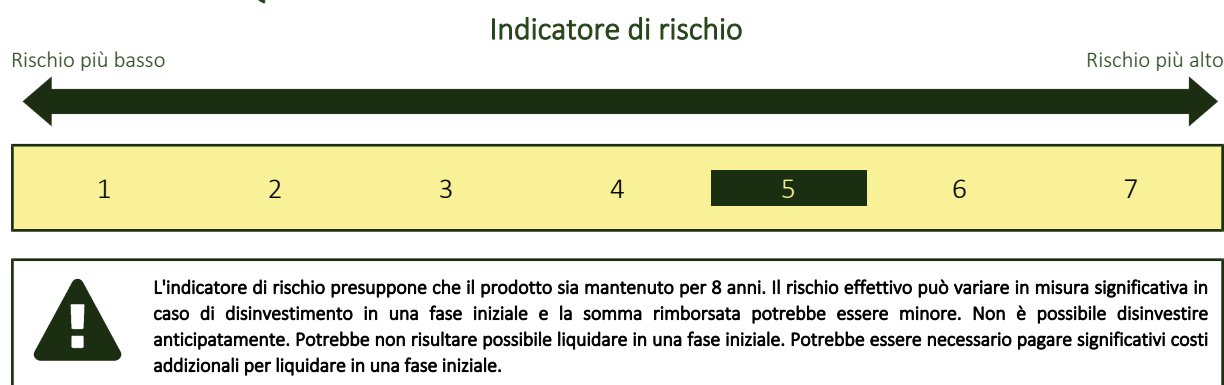 Indicatore di rischio
Rischio più basso
Rischio più alto
1 2 3 4 5 6 7
L'indicatore di rischio presuppone che il prodotto sia mantenuto per 8 anni. Il rischio effettivo può variare in misura significativa in
caso di disinvestimento in una fase iniziale e la somma rimborsata potrebbe essere minore. Non è possibile disinvestire
anticipatamente. Potrebbe non risultare possibile liquidare in una fase iniziale. Potrebbe essere necessario pagare significativi costi
addizionali per liquidare in una fase iniziale.